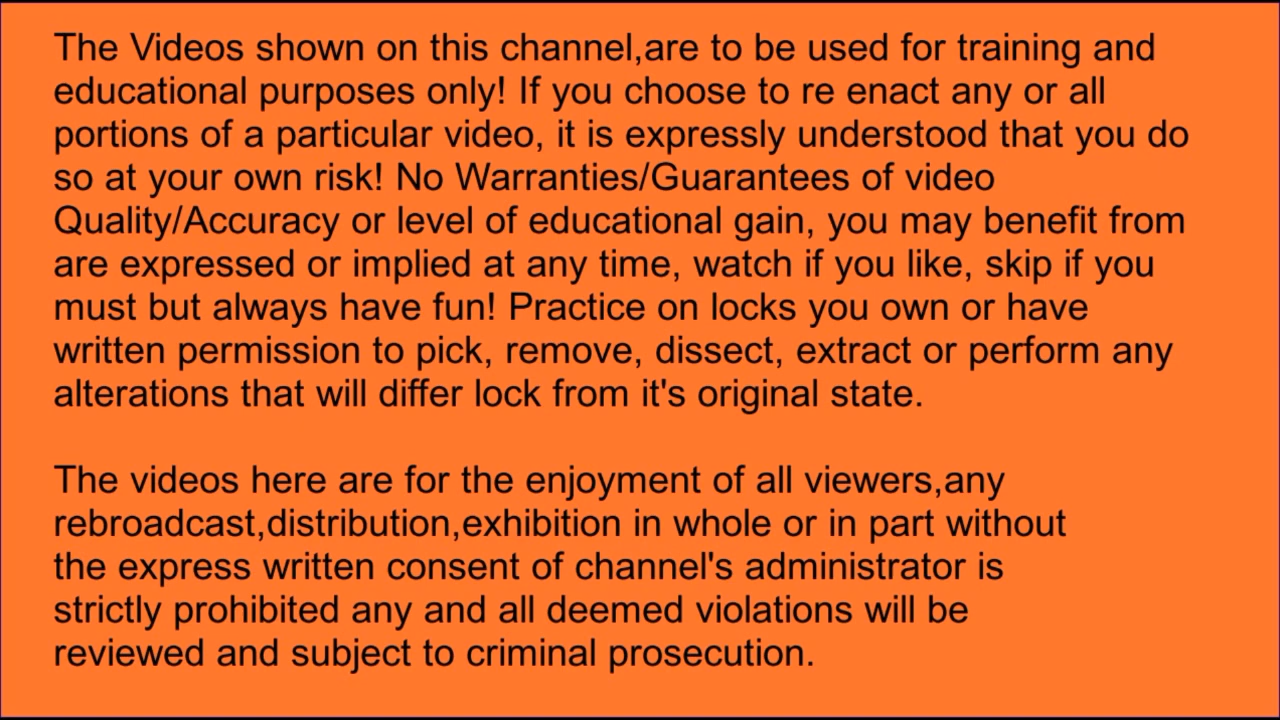 The Videos shown on this channel,are to be used for training and
educational purposes only! If you choose to re enact any or all
portions of a particular video, it is expressly understood that you do
so at your own risk! No Warranties/Guarantees of video
Quality/Accuracy or level of educational gain, you may benefit from
are expressed or implied at any time, watch if you like, skip if you
must but always have fun! Practice on locks you own or have
written permission to pick, remove, dissect, extract or perform any
alterations that will differ lock from it's original state.
The videos here are for the enjoyment of all viewers,any
rebroadcast,distribution,exhibition in whole or in part without
the express written consent of channel's administrator is
strictly prohibited any and all deemed violations will be
reviewed and subject to criminal prosecution.